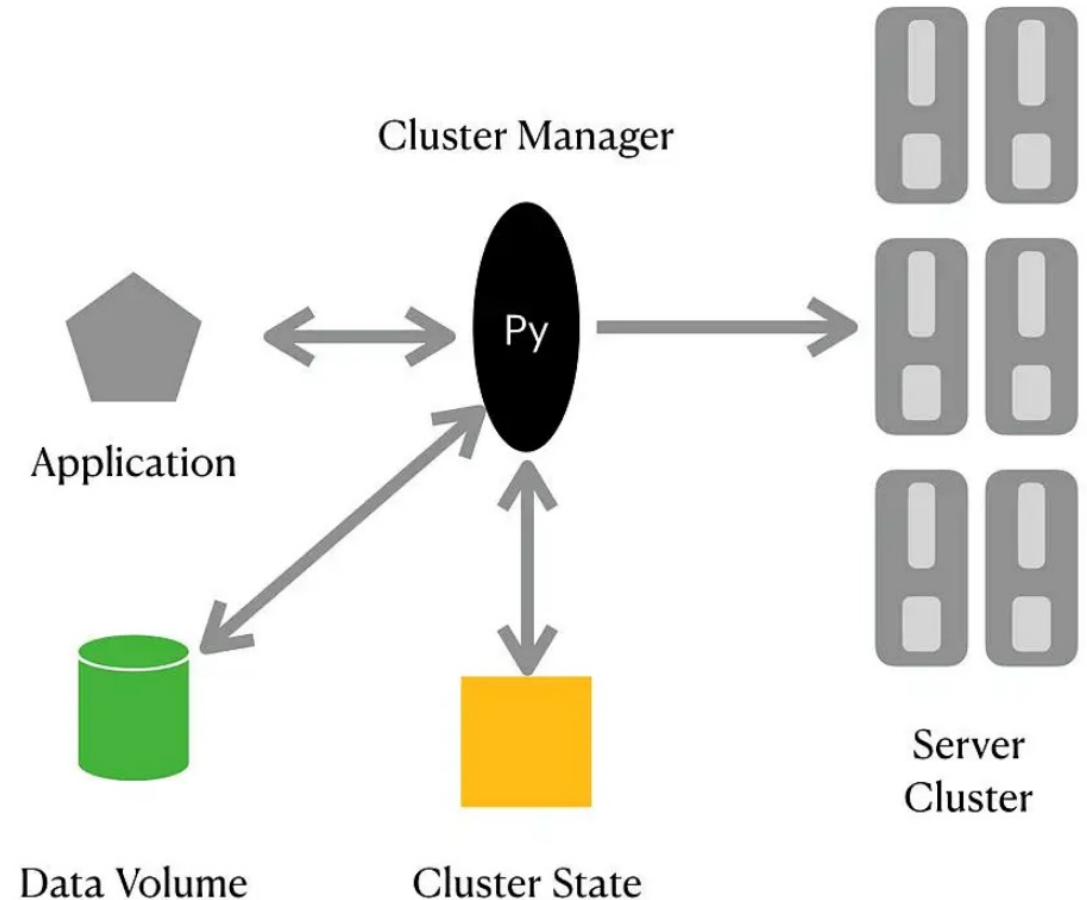 Cluster Manager
Py
Application
Server
Cluster
Data Volume
Cluster State